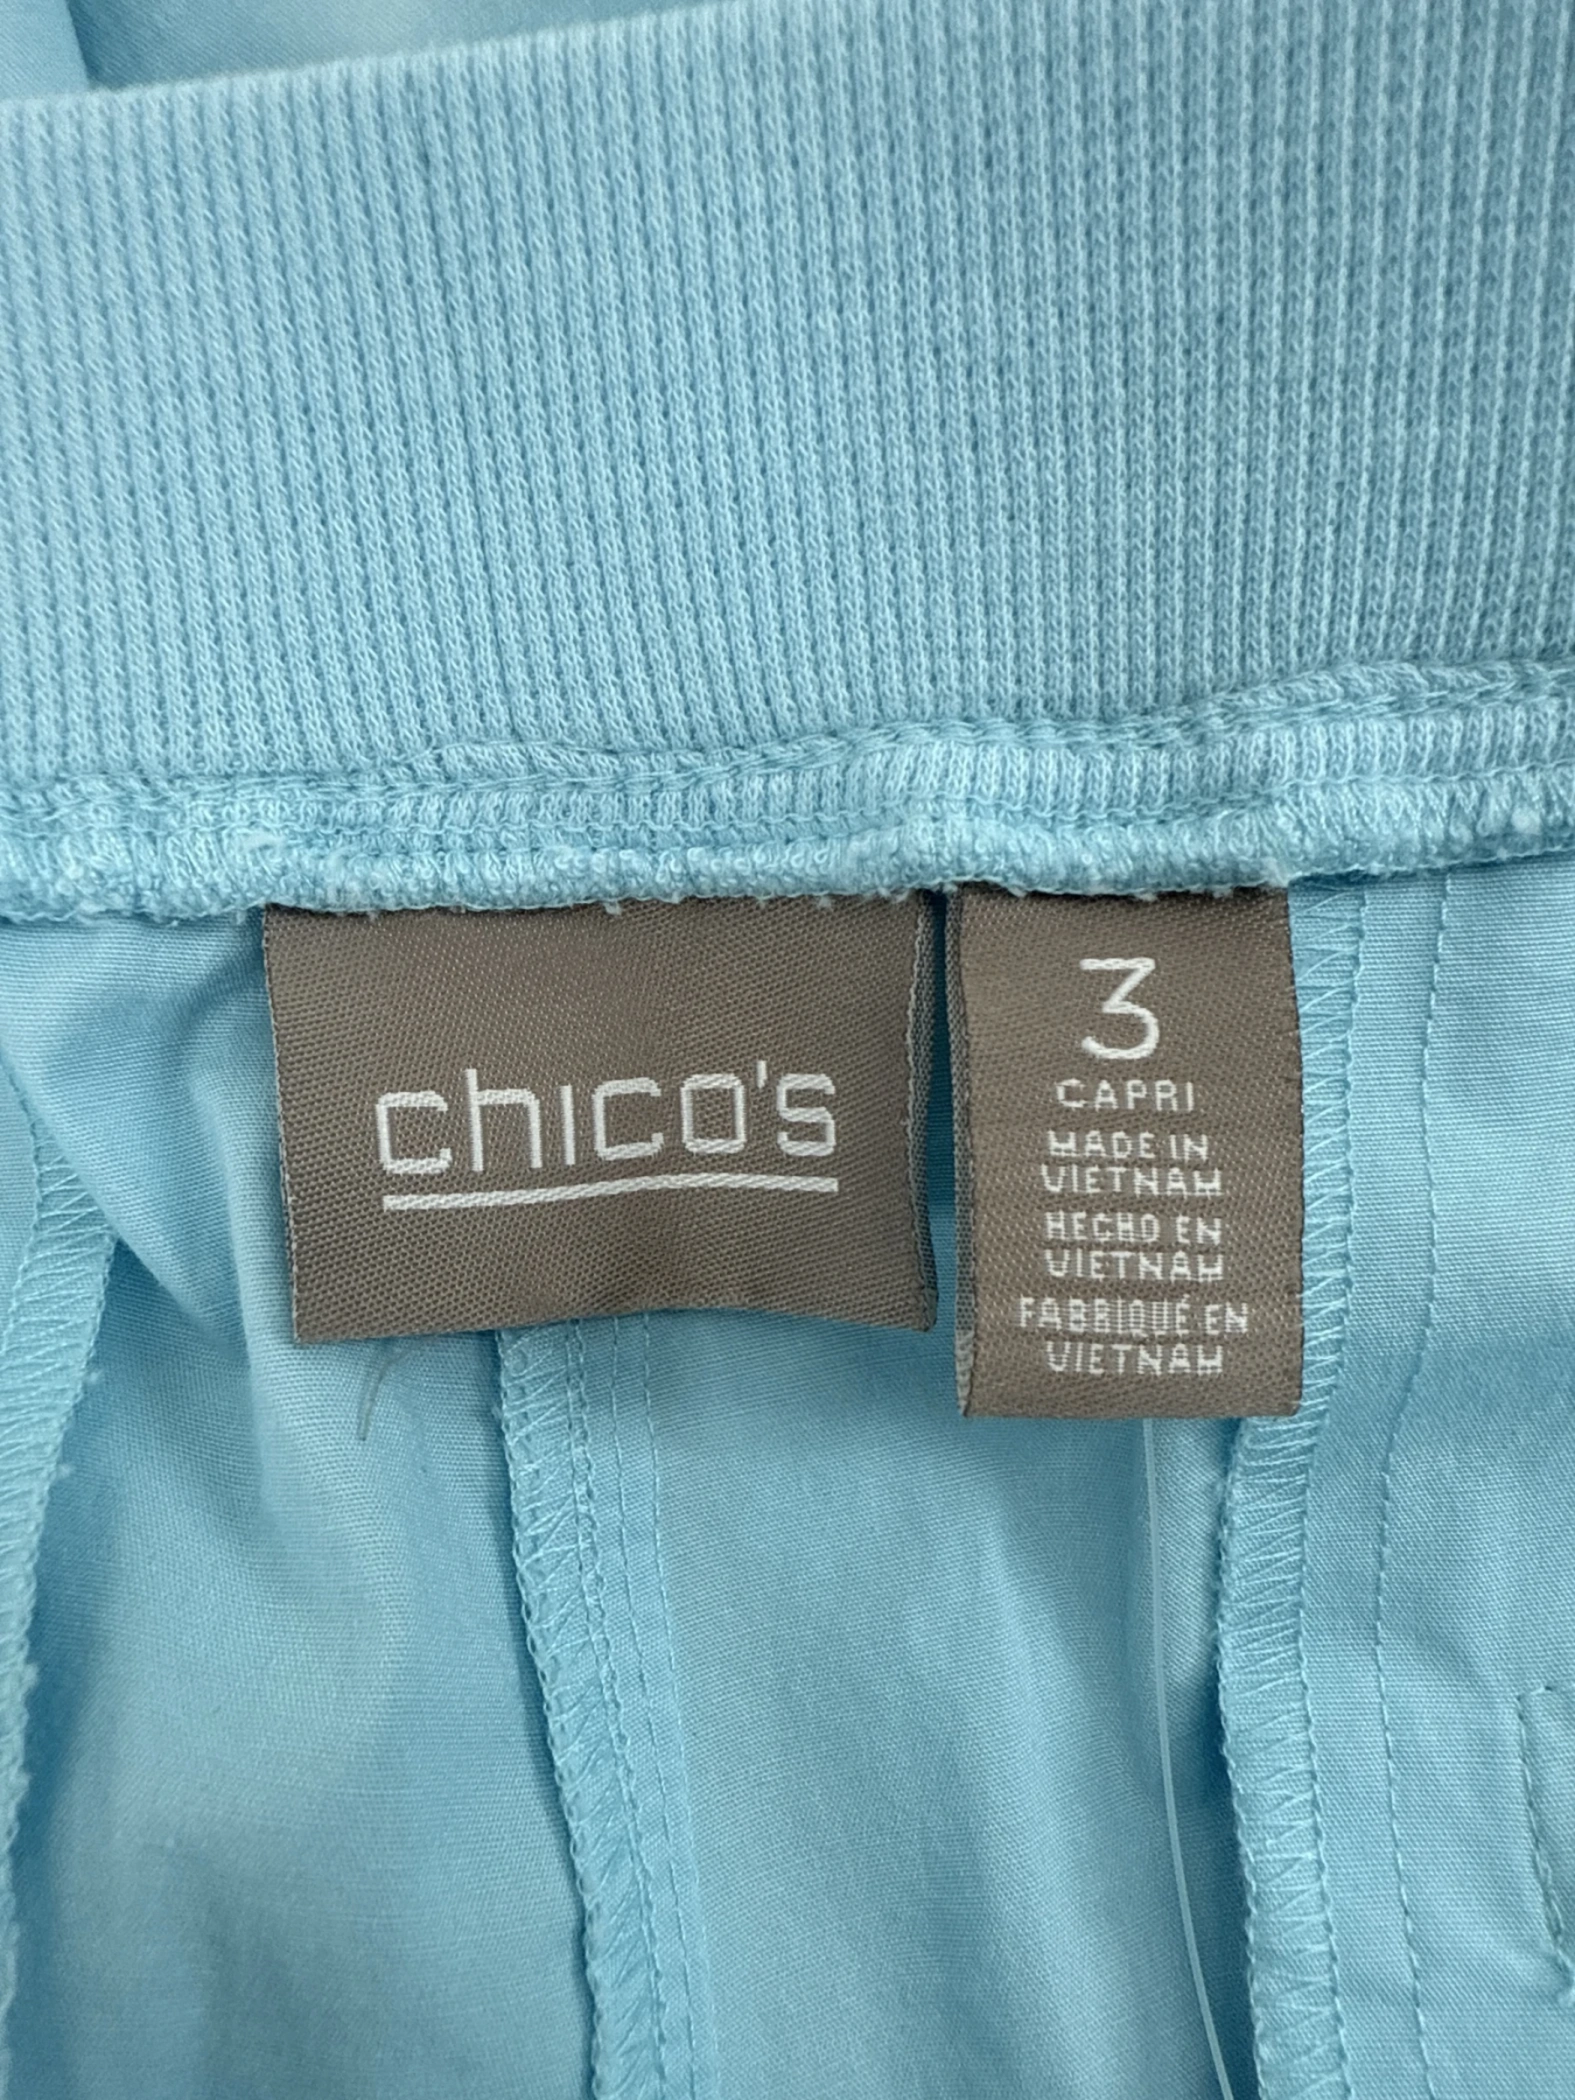 chico's
3
CAPRI
MADE IN
VIETNAM
HECHO EN
VIETNAM
FABRIQUÉ EN
VIETNAM